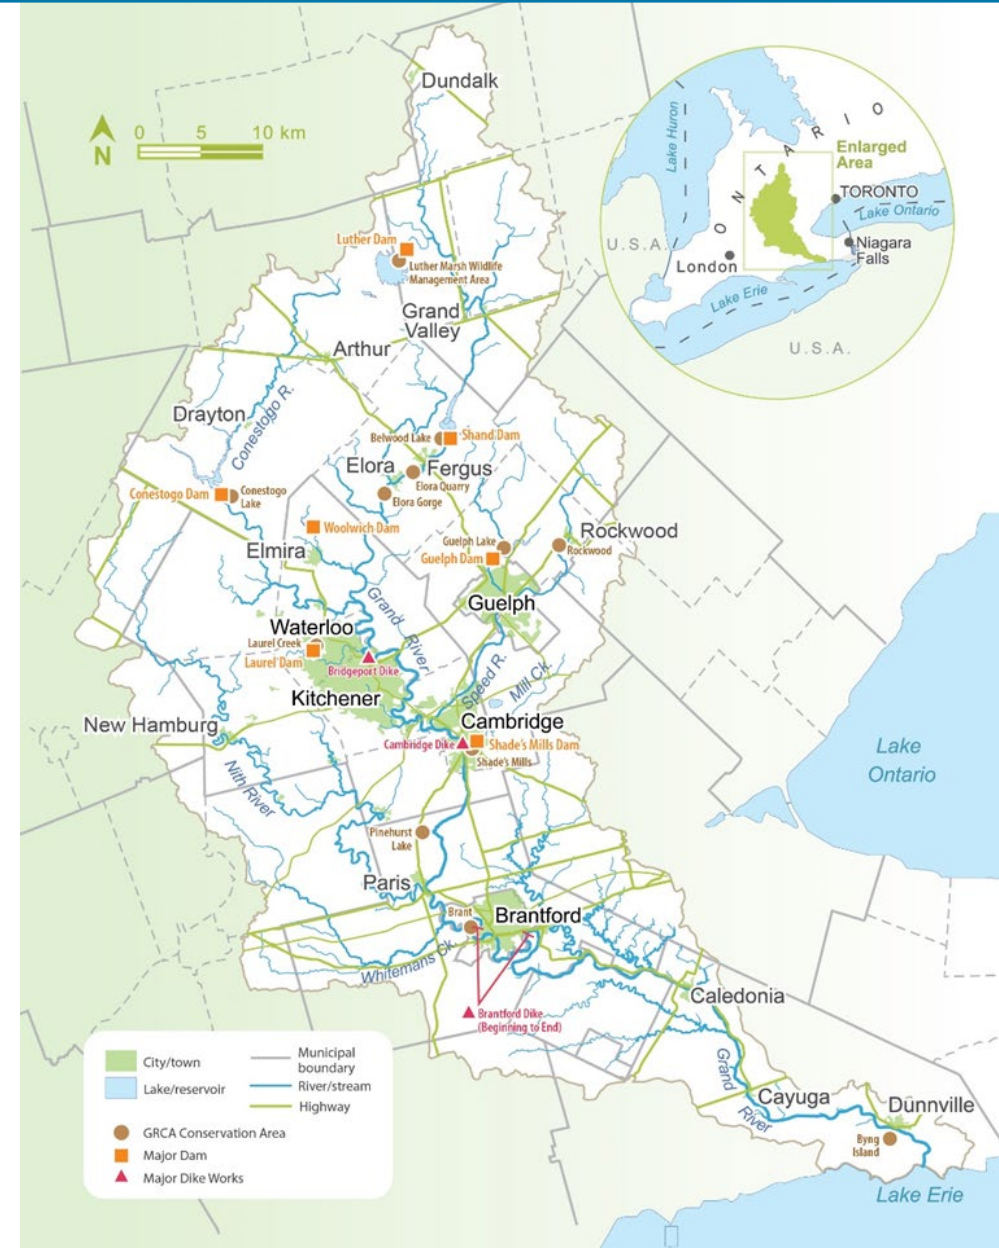 Dundalk
0 5 10 km
N
Lake Huron
ONTARIO
Enlarged
Area
TORONTO
Lake Ontario
U.S.A.
Niagara
Falls
London
Lake Erie
U.S.A.
Luther Dam
Luther Marsh Wildlife
Management Area
Grand
Valley
Arthur
Drayton
Conestogo R.
Belwood Lake
Shand Dam
Elora
Fergus
Elora Quarry
Elora Gorge
Conestogo Dam
Conestogo
Lake
Woolwich Dam
Elmira
Guelph Lake
Guelph Dam
Rockwood
Rockwood
Guelph
Grand River
Waterloo
Laurel Creek
Laurel Dam
Bridgeport Dike
Kitchener
Speed R.
Mill Ck.
New Hamburg
Cambridge
Cambridge Dike
Shade's Mills Dam
Shade's Mills
Nith River
Lake
Ontario
Pinehurst
Lake
Paris
Brant
Brantford
Whitemans Ck.
Brantford Dike
(Beginning to End)
Caledonia
Grand
River
Cayuga
Dunnville
Byng
Island
Lake Erie
City/town
Lake/reservoir
Municipal
boundary
River/stream
Highway
GRCA Conservation Area
Major Dam
Major Dike Works